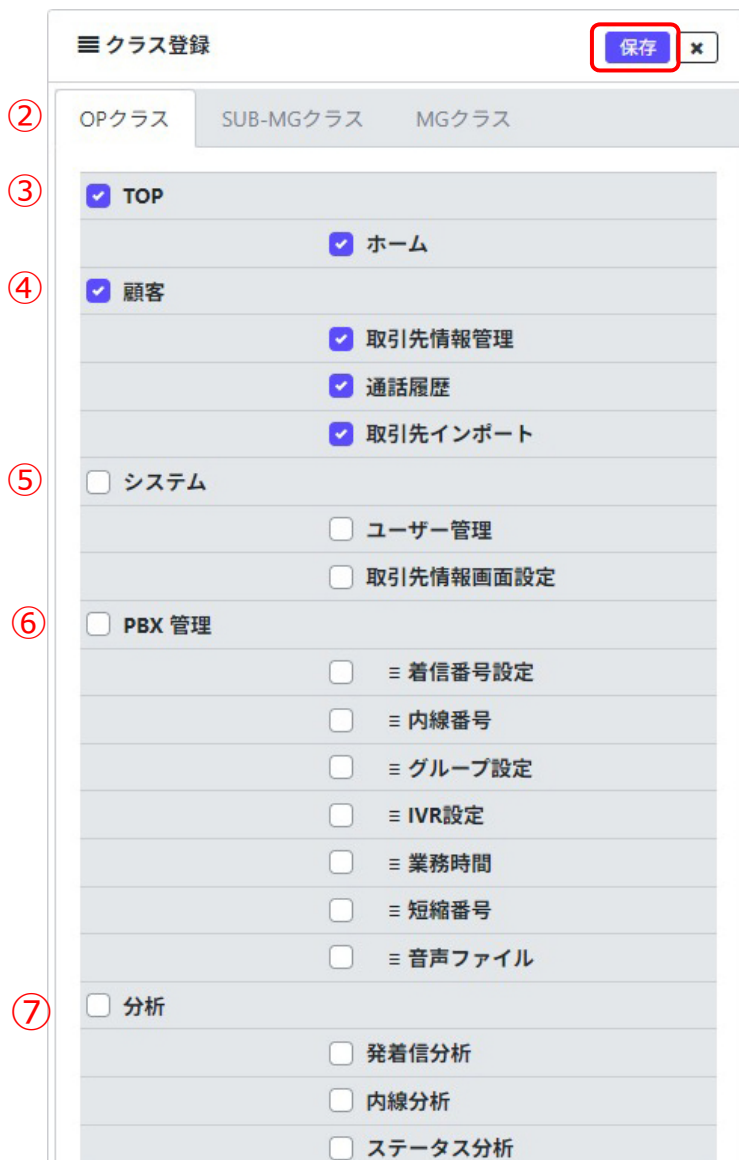 クラス登録 保存 ×
② OPクラス SUB-MGクラス MGクラス
③ TOP
ホーム
④ 顧客
取引先情報管理
通話履歴
取引先インポート
⑤ システム
ユーザー管理
取引先情報画面設定
⑥ PBX 管理
≡ 着信番号設定
≡ 内線番号
≡ グループ設定
≡ IVR設定
≡ 業務時間
≡ 短縮番号
≡ 音声ファイル
⑦ 分析
発着信分析
内線分析
ステータス分析